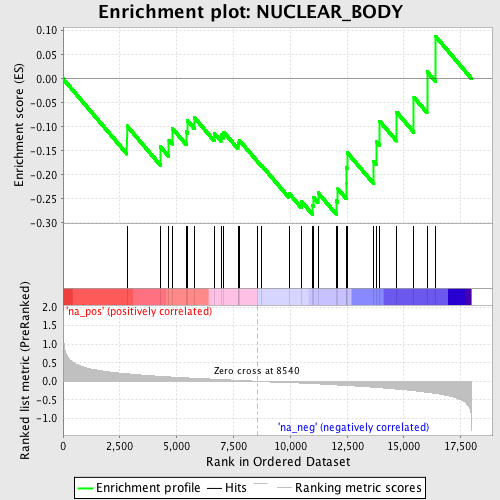 Enrichment plot: NUCLEAR_BODY
Enrichment score (ES)
0.10
0.05
0.00
-0.05
-0.10
-0.15
-0.20
-0.25
-0.30
'na_pos' (positively correlated)
Ranked list metric (PreRanked)
2.0
1.5
1.0
0.5
0.0
-0.5
-1.0
Zero cross at 8540
'na_neg' (negatively correlated)
0
2,500
5,000
7,500
10,000
12,500
15,000
17,500
Rank in Ordered Dataset
Enrichment profile
Hits
Ranking metric scores